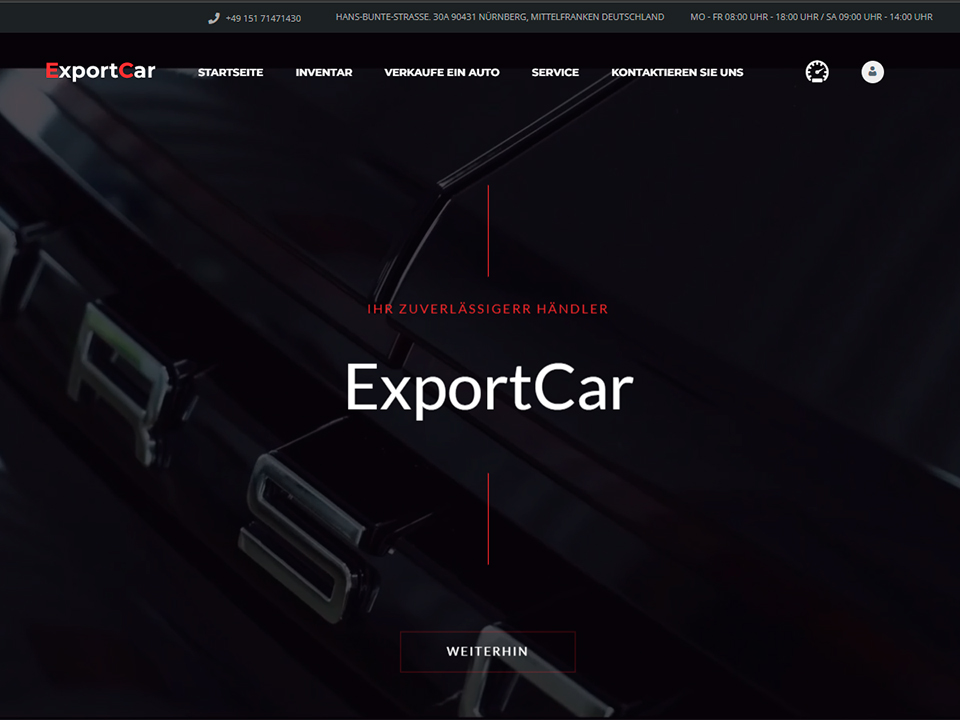 +49 151 71471430 HANS-BUNTE-STRASSE. 30A 90431 NÜRNBERG, MITTELFRANKEN DEUTSCHLAND MO - FR 08:00 UHR - 18:00 UHR / SA 09:00 UHR - 14:00 UHR
ExportCar STARTSEITE INVENTAR VERKAUFE EIN AUTO SERVICE KONTAKTIEREN SIE UNS
IHR ZUVERLÄSSIGERR HÄNDLER
ExportCar
WEITERHIN